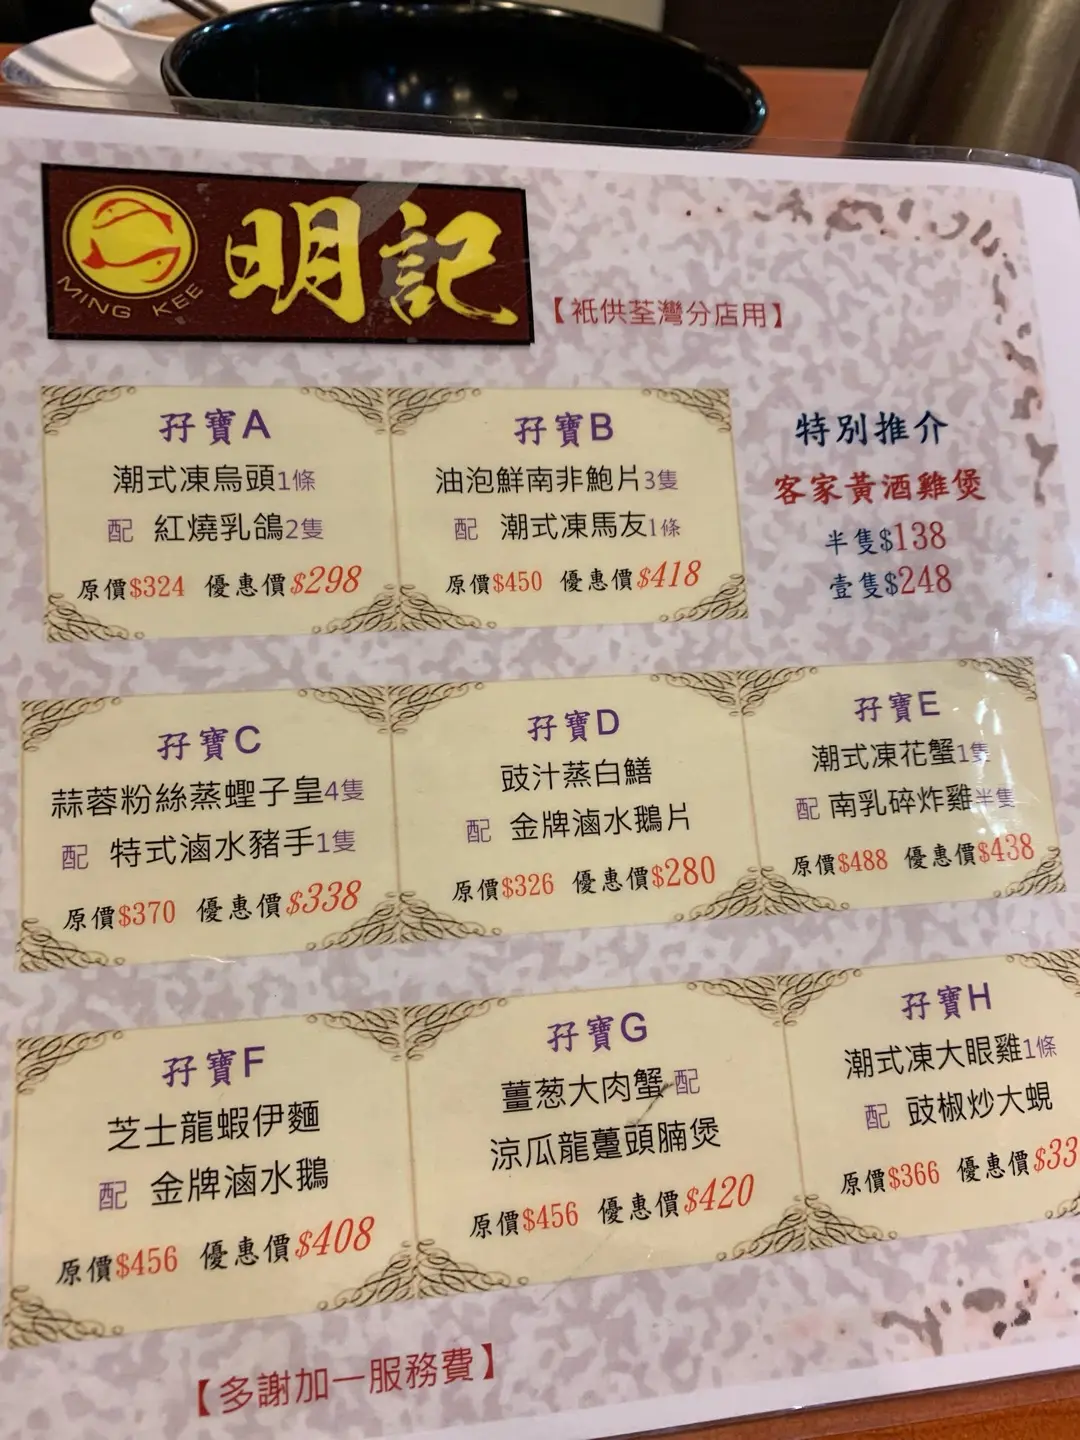 明記
MING KEE
【祇供荃灣分店用】
孖寶A
潮式凍烏頭1條
配 紅燒乳鴿2隻
原價$324 優惠價$298
孖寶B
油泡鮮南非鮑片3隻
配 潮式凍馬友1條
原價$450 優惠價$418
特別推介
客家黃酒雞煲
半隻$138
壹隻$248
孖寶C
蒜蓉粉絲蒸蟶子皇4隻
配 特式滷水豬手1隻
原價$370 優惠價$338
孖寶D
豉汁蒸白鱔
配 金牌滷水鵝片
原價$326 優惠價$280
孖寶E
潮式凍花蟹1隻
配 南乳碎炸雞半隻
原價$488 優惠價$438
孖寶F
芝士龍蝦伊麵
配 金牌滷水鵝
原價$456 優惠價$408
孖寶G
薑葱大肉蟹 配
涼瓜龍躉頭腩煲
原價$456 優惠價$420
孖寶H
潮式凍大眼雞1條
配 豉椒炒大蜆
原價$366 優惠價$33
【多謝加一服務費】